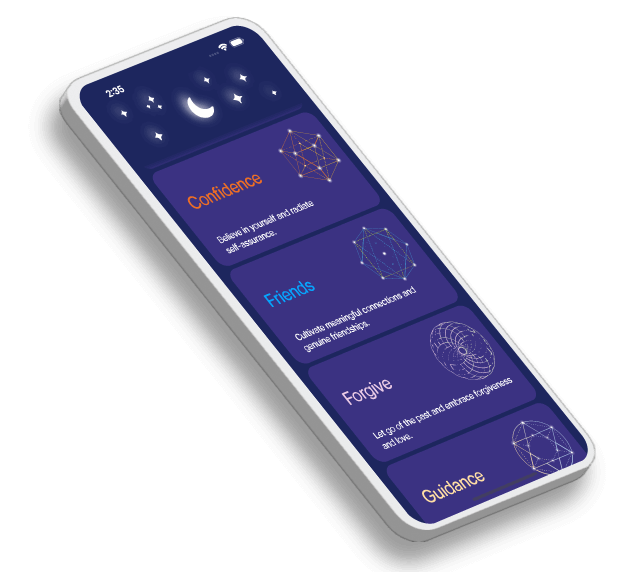 2:35
Confidence
Believe in yourself and radiate
self-assurance.
Friends
Cultivate meaningful connections and
genuine friendships.
Forgive
Let go of the past and embrace forgiveness
and love.
Guidance